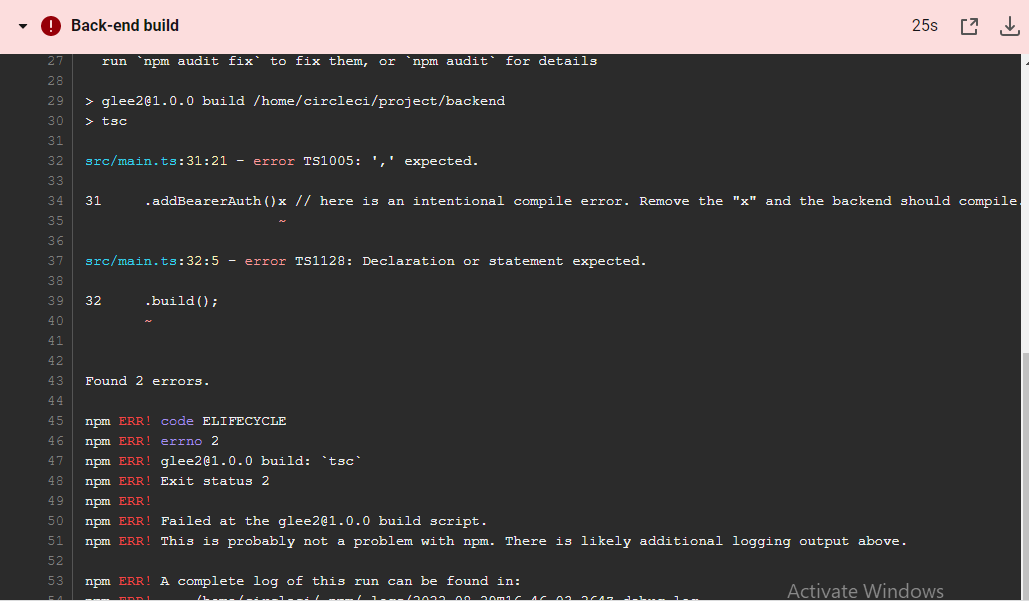 Back-end build 25s
27 run `npm audit fix` to fix them, or `npm audit` for details
28
29 > glee2@1.0.0 build /home/circleci/project/backend
30 > tsc
31
32 src/main.ts:31:21 - error TS1005: ',' expected.
33
34 31 .addBearerAuth()x // here is an intentional compile error. Remove the "x" and the backend should compile.
35 ~
36
37 src/main.ts:32:5 - error TS1128: Declaration or statement expected.
38
39 32 .build();
40 ~
41
42
43 Found 2 errors.
44
45 npm ERR! code ELIFECYCLE
46 npm ERR! errno 2
47 npm ERR! glee2@1.0.0 build: `tsc`
48 npm ERR! Exit status 2
49 npm ERR!
50 npm ERR! Failed at the glee2@1.0.0 build script.
51 npm ERR! This is probably not a problem with npm. There is likely additional logging output above.
52
53 npm ERR! A complete log of this run can be found in:
54 npm ERR!
Activate Windows